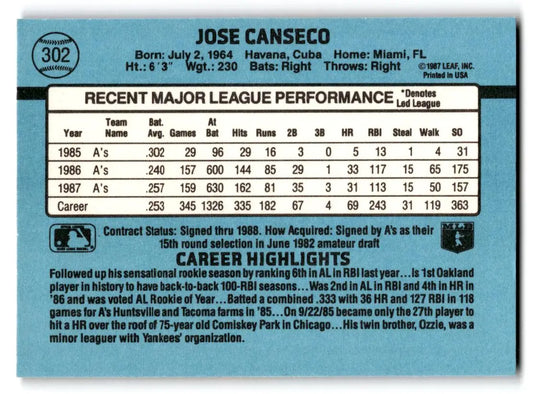 302
JOSE CANSECO
Born: July 2, 1964 Havana, Cuba Home: Miami, FL
Ht.: 6'3" Wgt.: 230 Bats: Right Throws: Right
©1987 LEAF, INC.
Printed in USA
RECENT MAJOR LEAGUE PERFORMANCE *Denotes Led League
Year Team Name Bat. Avg. Games At Bat Hits Runs 2B 3B HR RBI Steal Walk SO
1985 A's .302 29 96 29 16 3 0 5 13 1 4 31
1986 A's .240 157 600 144 85 29 1 33 117 15 65 175
1987 A's .257 159 630 162 81 35 3 31 113 15 50 157
Career .253 345 1326 335 182 67 4 69 243 31 119 363
Contract Status: Signed thru 1988. How Acquired: Signed by A's as their
15th round selection in June 1982 amateur draft
MLB
CAREER HIGHLIGHTS
Followed up his sensational rookie season by ranking 6th in AL in RBI last year...is 1st Oakland
player in history to have back-to-back 100-RBI seasons...Was 2nd in AL in RBI and 4th in HR in
'86 and was voted AL Rookie of Year...Batted a combined .333 with 36 HR and 127 RBI in 118
games for A's Huntsville and Tacoma farms in '85...On 9/22/85 became only the 27th player to
hit a HR over the roof of 75-year old Comiskey Park in Chicago...His twin brother, Ozzie, was a
minor leaguer with Yankees' organization.